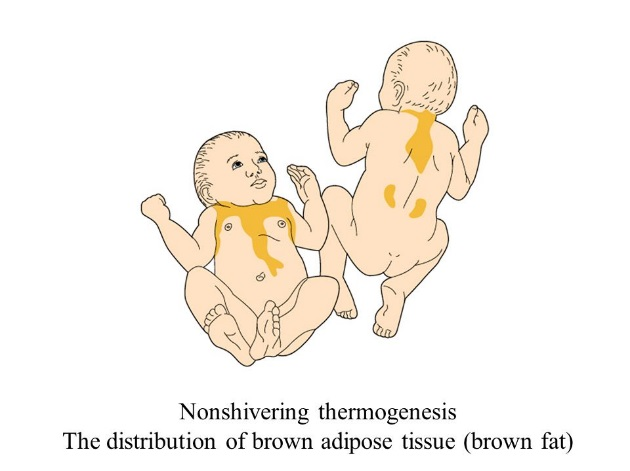 Nonshivering thermogenesis
The distribution of brown adipose tissue (brown fat)